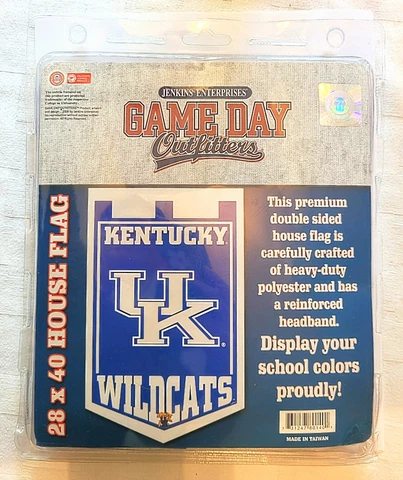 JENKINS ENTERPRISES
GAME DAY
Outfitters
28 x 40 HOUSE FLAG
KENTUCKY
UK
®
WILDCATS
This premium
double sided
house flag is
carefully crafted
of heavy-duty
polyester and has
a reinforced
headband.
Display your
school colors
proudly!
MADE IN TAIWAN